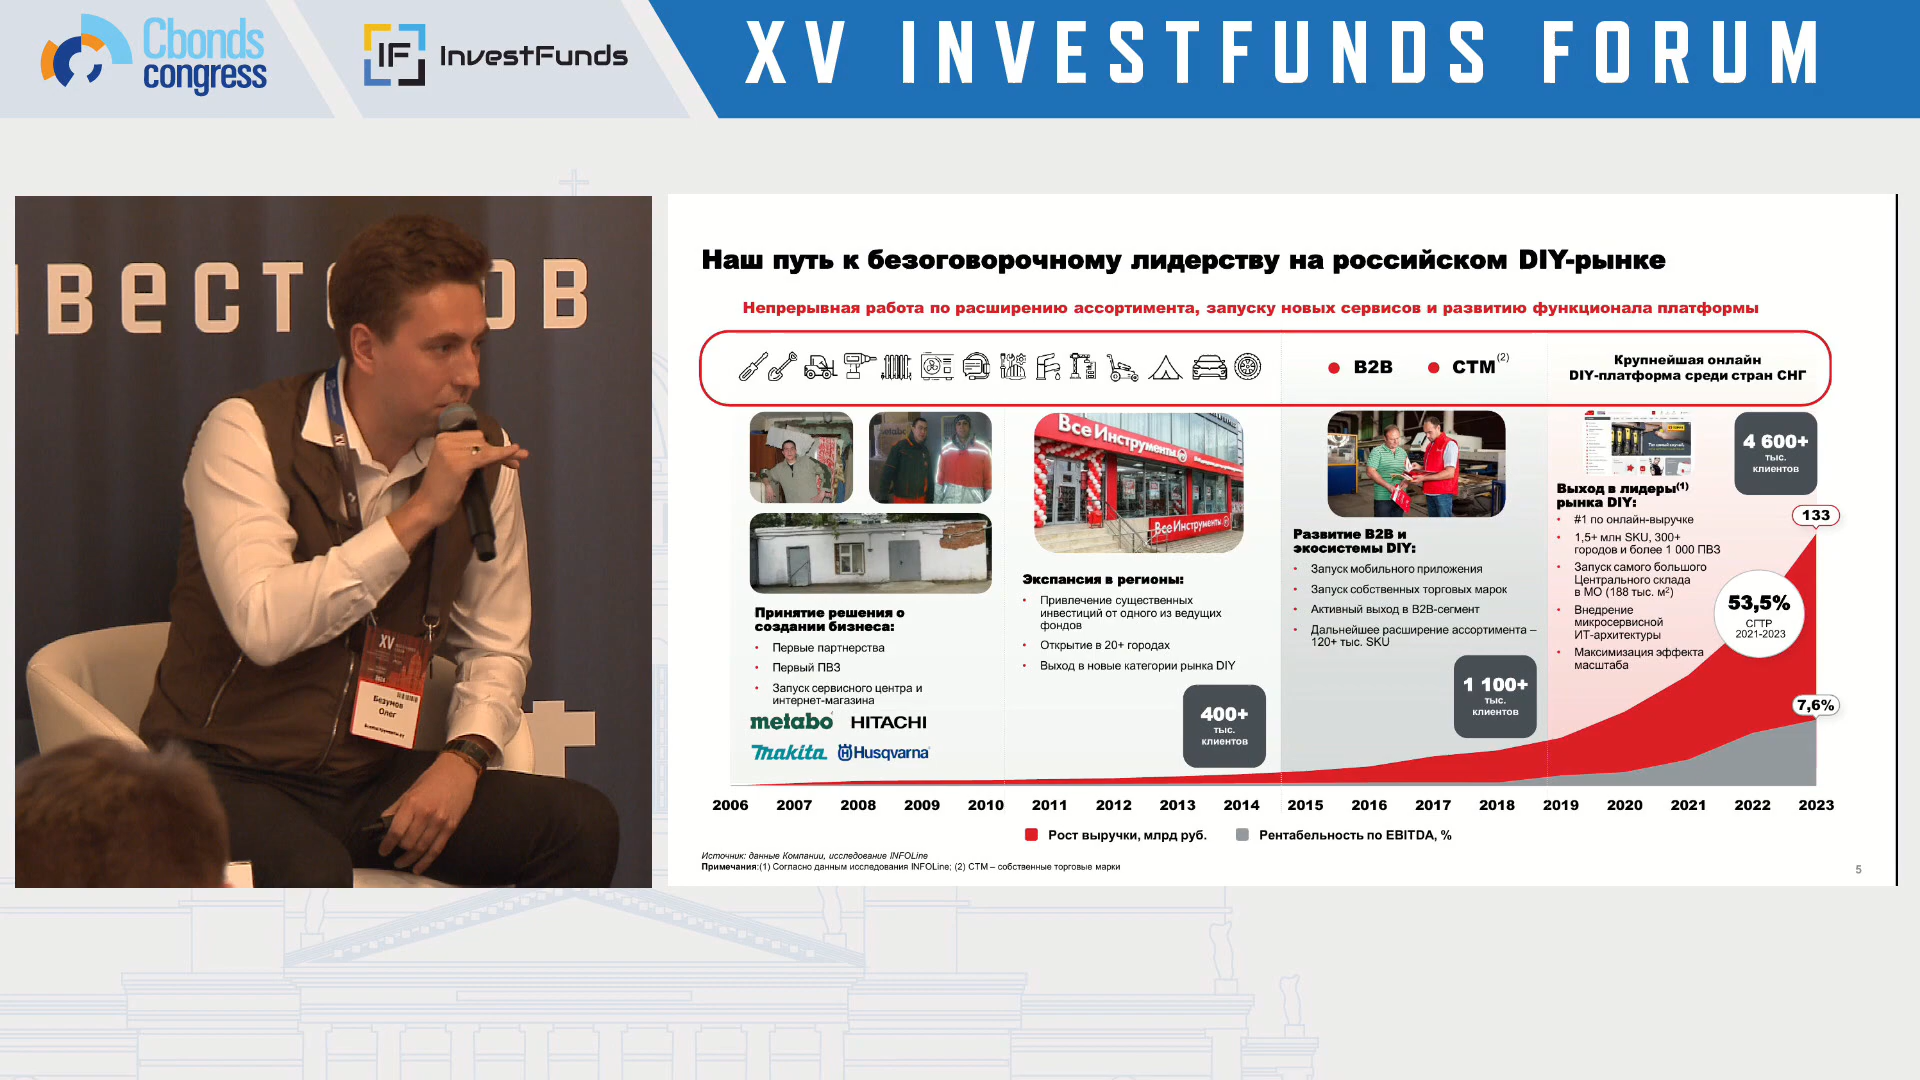 Cbonds
congress
IF InvestFunds
XV INVESTFUNDS FORUM
нвест
ов
XV
Безумов
Олег
Наш путь к безоговорочному лидерству на российском DIY-рынке
Непрерывная работа по расширению ассортимента, запуску новых сервисов и развитию функционала платформы
B2B
СТМ(2)
Крупнейшая онлайн
DIY-платформа среди стран СНГ
Принятие решения о
создании бизнеса:
• Первые партнерства
• Первый ПВЗ
• Запуск сервисного центра и
интернет-магазина
metabo HITACHI
makita Husqvarna
ВсеИнструменты
ВсеИнструменты
Экспансия в регионы:
• Привлечение существенных
инвестиций от одного из ведущих
фондов
• Открытие в 20+ городах
• Выход в новые категории рынка DIY
400+
тыс.
клиентов
Развитие B2B и
экосистемы DIY:
• Запуск мобильного приложения
• Запуск собственных торговых марок
• Активный выход в B2B-сегмент
• Дальнейшее расширение ассортимента –
120+ тыс. SKU
1 100+
тыс.
клиентов
4 600+
тыс.
клиентов
Выход в лидеры(1)
рынка DIY:
• #1 по онлайн-выручке
• 1,5+ млн SKU, 300+
городов и более 1 000 ПВЗ
• Запуск самого большого
Центрального склада
в МО (188 тыс. м²)
• Внедрение
микросервисной
ИТ-архитектуры
• Максимизация эффекта
масштаба
133
53,5%
СГТР
2021-2023
7,6%
2006 2007 2008 2009 2010 2011 2012 2013 2014 2015 2016 2017 2018 2019 2020 2021 2022 2023
Рост выручки, млрд руб. Рентабельность по EBITDA, %
Источник: данные Компании, исследование INFOLine
Примечания:(1) Согласно данным исследования INFOLine; (2) СТМ – собственные торговые марки
5